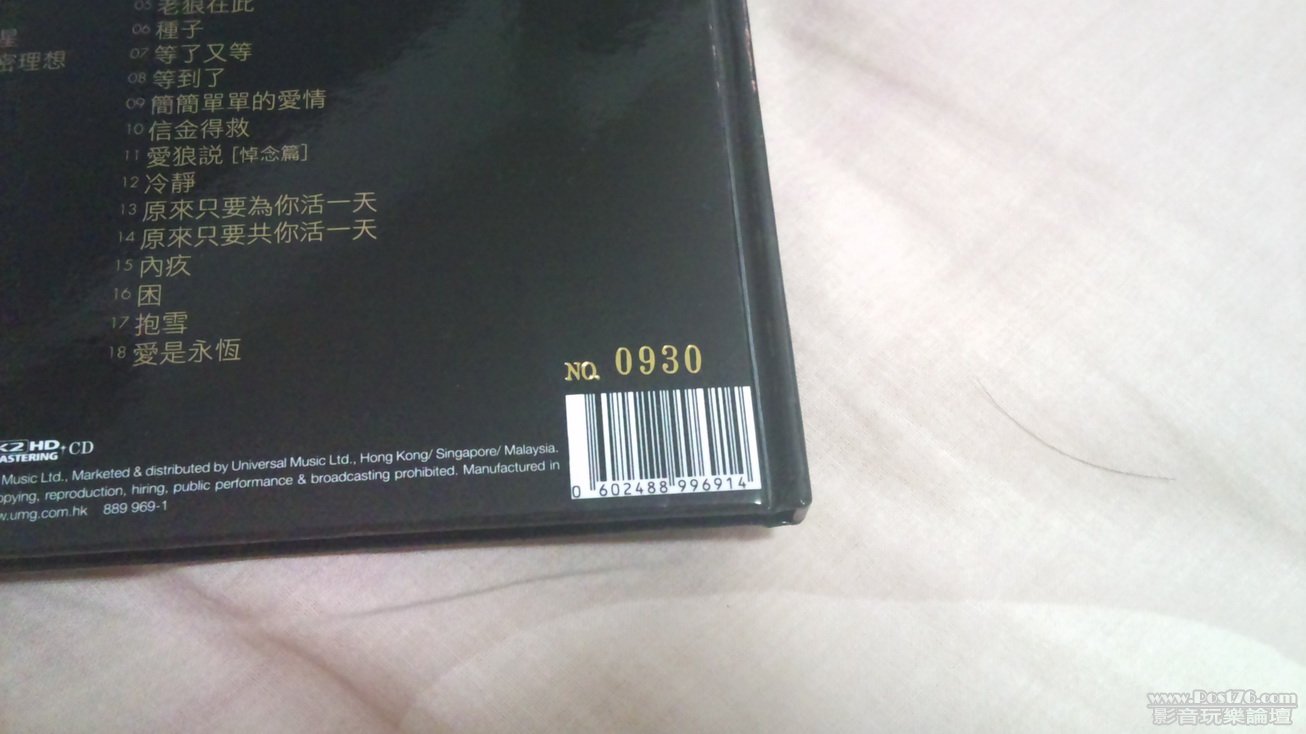 星
密理想
05 老狼在此
06 種子
07 等了又等
08 等到了
09 簡簡單單的愛情
10 信金得救
11 愛狼説 [悼念篇]
12 冷靜
13 原來只要為你活一天
14 原來只要共你活一天
15 內疚
16 困
17 抱雪
18 愛是永恆
NO. 0930
K2 HD MASTERING + CD
Music Ltd., Marketed & distributed by Universal Music Ltd., Hong Kong/ Singapore/ Malaysia.
opying, reproduction, hiring, public performance & broadcasting prohibited. Manufactured in
w.umg.com.hk 889 969-1
0 602488 996914
www.Post76.com
影音玩樂論壇